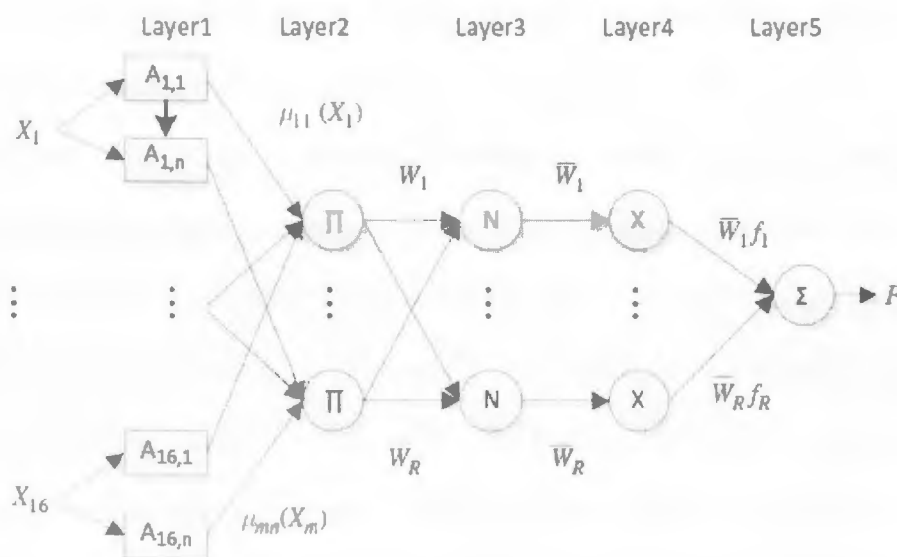 Layer1 Layer2 Layer3 Layer4 Layer5
A1,1
μ11 (X1)
X1
A1,n
W1 W̅1
∏ N X
W̅1f1
⋮ ⋮ ⋮ ⋮ ⋮ Σ F
W̅RfR
∏ N X
A16,1
WR W̅R
X16
μmn(Xm)
A16,n